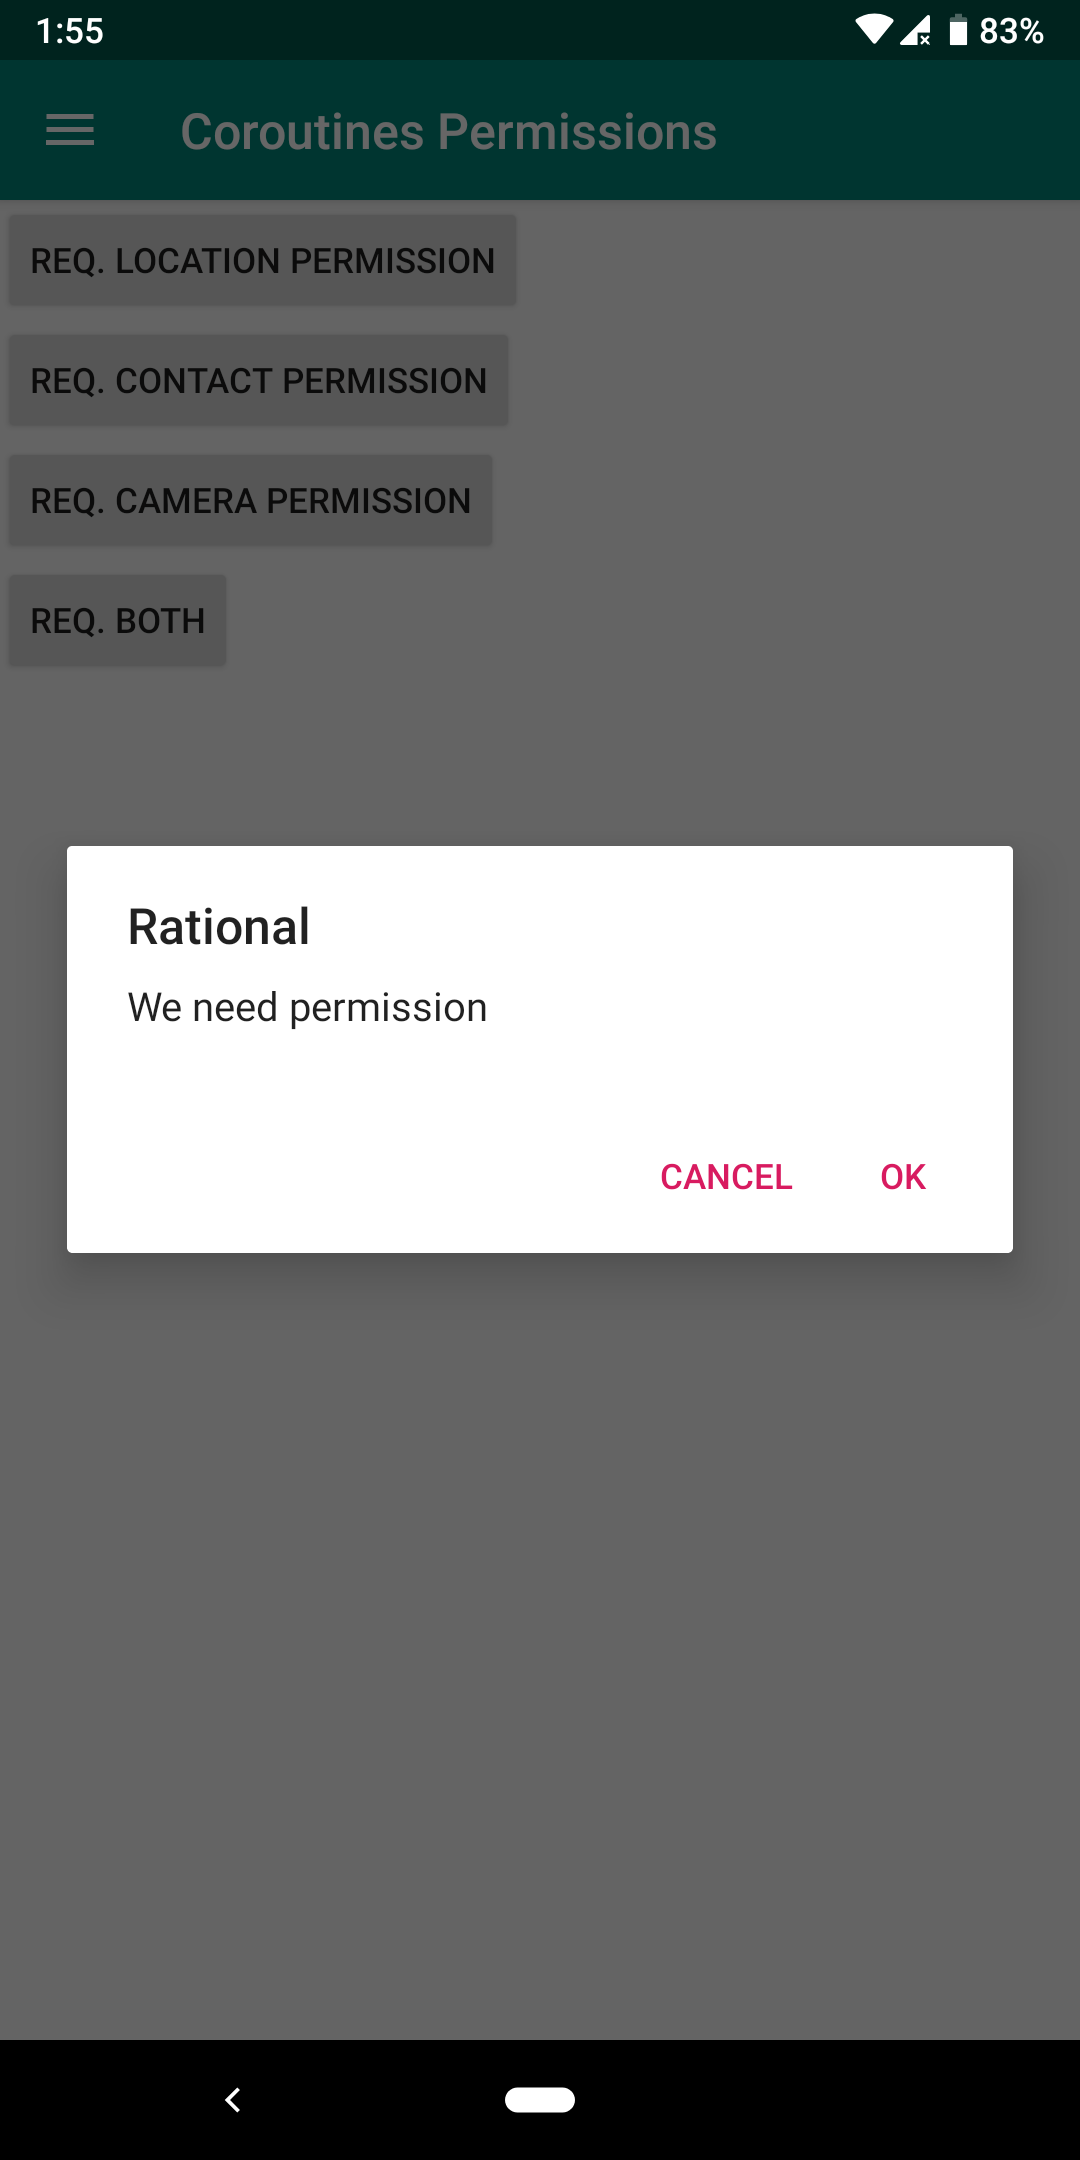 1:55
83%
Coroutines Permissions
REQ. LOCATION PERMISSION
REQ. CONTACT PERMISSION
REQ. CAMERA PERMISSION
REQ. BOTH
Rational
We need permission
CANCEL OK